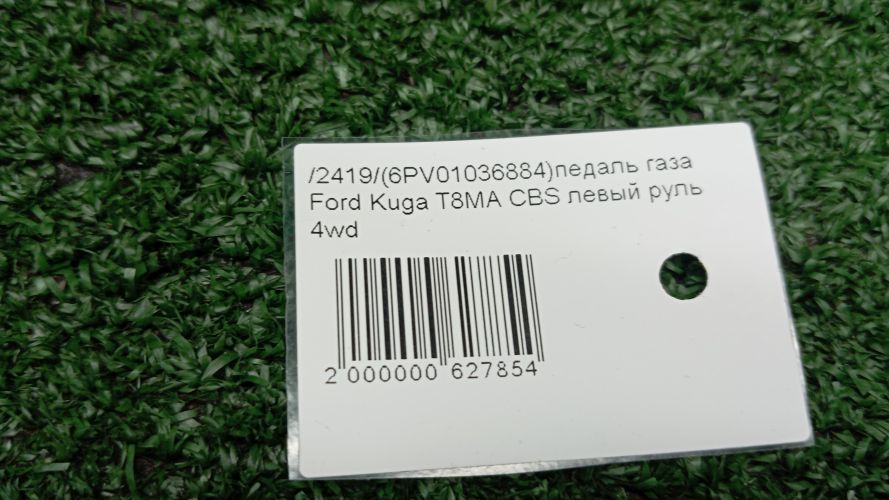 /2419/(6PV01036884)педаль газа
Ford Kuga T8MA CBS левый руль
4wd
2 000000 627854